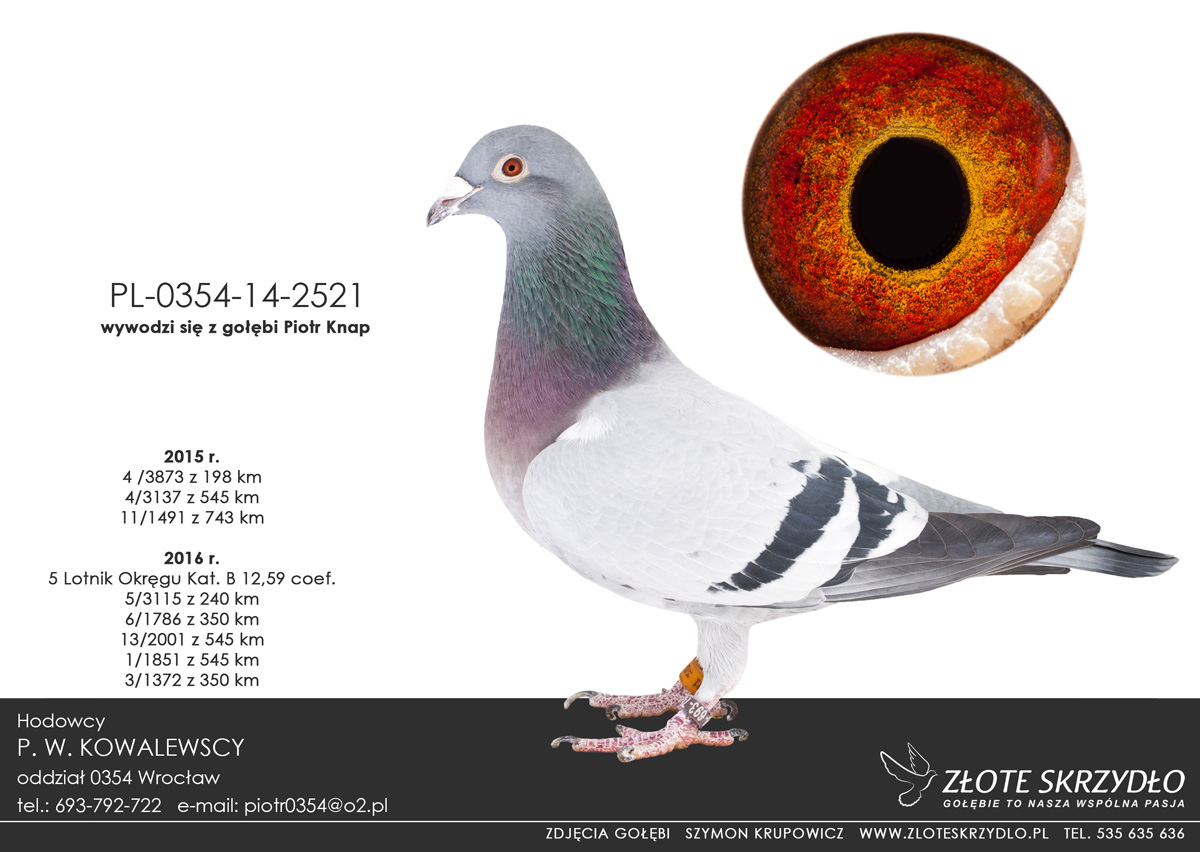 PL-0354-14-2521
wywodzi się z gołębi Piotr Knap
2015 r.
4 /3873 z 198 km
4/3137 z 545 km
11/1491 z 743 km
2016 r.
5 Lotnik Okręgu Kat. B 12,59 coef.
5/3115 z 240 km
6/1786 z 350 km
13/2001 z 545 km
1/1851 z 545 km
3/1372 z 350 km
Hodowcy
P. W. KOWALEWSCY
oddział 0354 Wrocław
tel.: 693-792-722 e-mail: piotr0354@o2.pl
ZŁOTE SKRZYDŁO
GOŁĘBIE TO NASZA WSPÓLNA PASJA
ZDJĘCIA GOŁĘBI SZYMON KRUPOWICZ WWW.ZLOTESKRZYDLO.PL TEL. 535 635 636